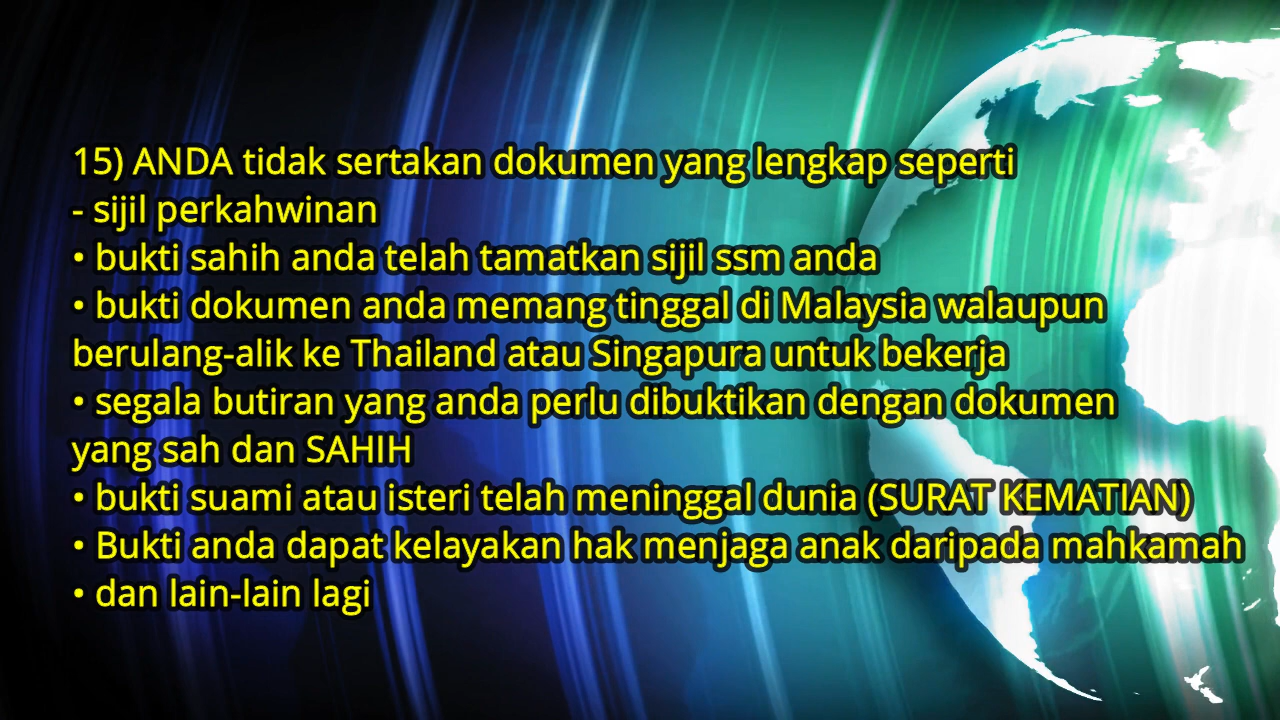 15) ANDA tidak sertakan dokumen yang lengkap seperti
- sijil perkahwinan
• bukti sahih anda telah tamatkan sijil ssm anda
• bukti dokumen anda memang tinggal di Malaysia walaupun
berulang-alik ke Thailand atau Singapura untuk bekerja
• segala butiran yang anda perlu dibuktikan dengan dokumen
yang sah dan SAHIH
• bukti suami atau isteri telah meninggal dunia (SURAT KEMATIAN)
• Bukti anda dapat kelayakan hak menjaga anak daripada mahkamah
• dan lain-lain lagi